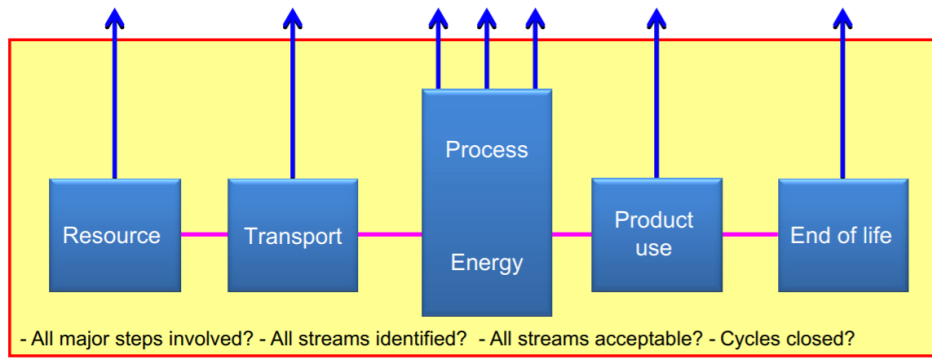 Process
Resource
Transport
Energy
Product
use
End of life
- All major steps involved? - All streams identified?  - All streams acceptable? - Cycles closed?